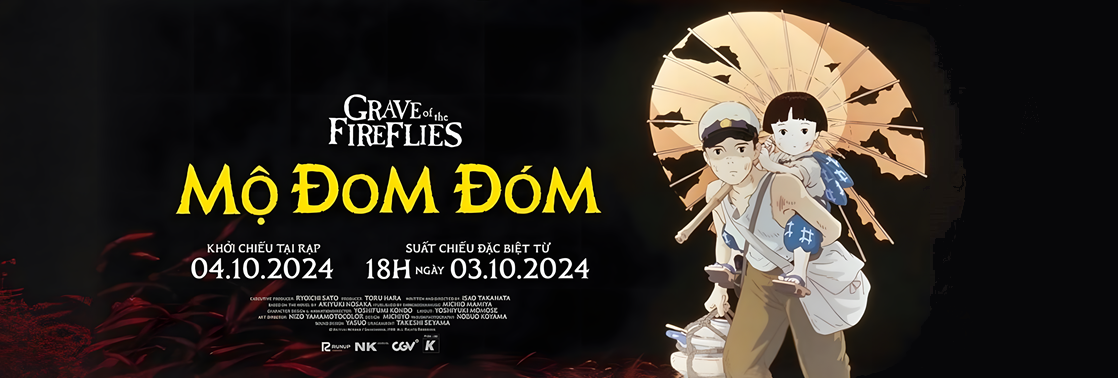 GRAVE of the
FIREFLIES
MỘ ĐOM ĐÓM
KHỞI CHIẾU TẠI RẠP
04.10.2024
SUẤT CHIẾU ĐẶC BIỆT TỪ
18H NGÀY 03.10.2024
EXECUTIVE PRODUCER RYOICHI SATO PRODUCER TORU HARA WRITTEN AND DIRECTED BY ISAO TAKAHATA
BASED ON THE NOVEL BY AKIYUKI NOSAKA MICHIO MAMIYA
CHARACTER DESIGN & ANIMATION DIRECTOR YOSHIFUMI KONDO LAYOUT YOSHIYUKI MOMOSE
ART DIRECTOR NIZO YAMAMOTO COLOR DESIGN MICHIYO NOBUO KOYAMA
SOUND DESIGN YASUO TAKESHI SEYAMA
RUNUP NK CGV K